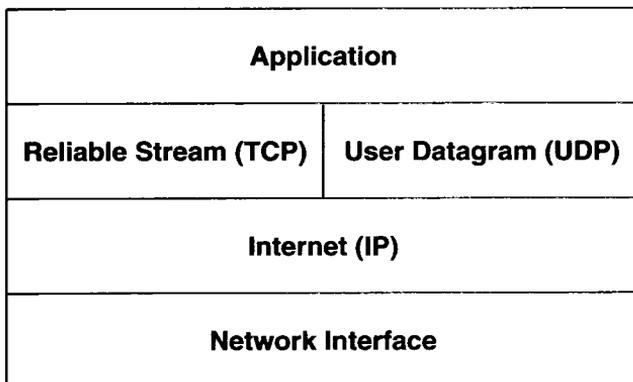 Application
Reliable Stream (TCP)
User Datagram (UDP)
Internet (IP)
Network Interface